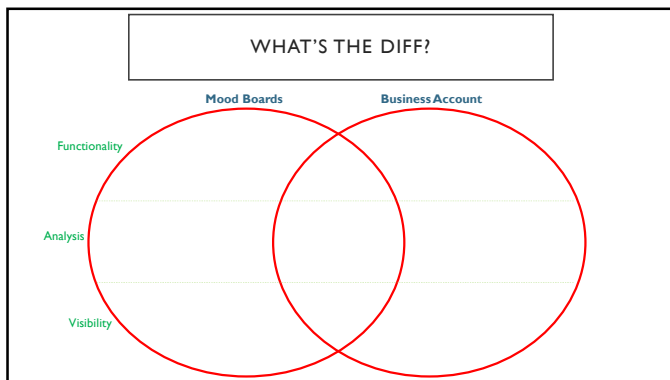 WHAT'S THE DIFF?
Mood Boards Business Account
Functionality
Analysis
Visibility